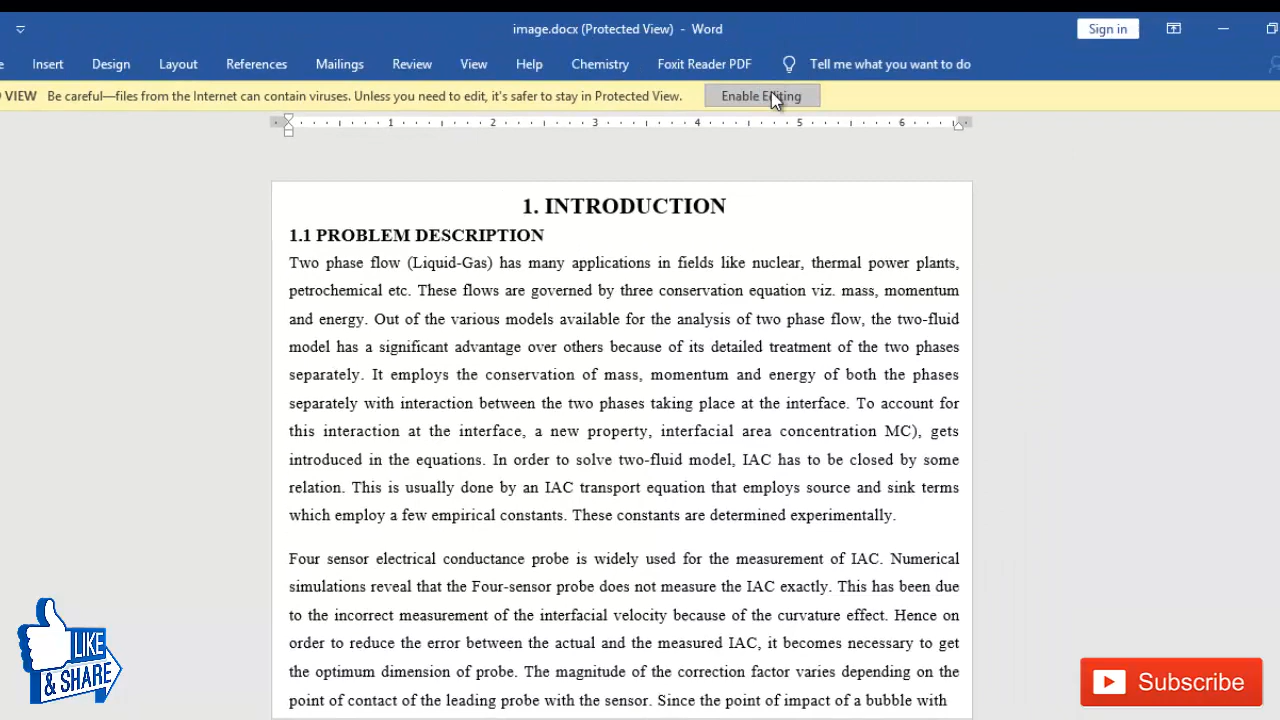 image.docx (Protected View) - Word
Sign in
Insert Design Layout References Mailings Review View Help Chemistry Foxit Reader PDF Tell me what you want to do
VIEW Be careful—files from the Internet can contain viruses. Unless you need to edit, it's safer to stay in Protected View. Enable Editing
1 2 3 4 5 6
1. INTRODUCTION
1.1 PROBLEM DESCRIPTION
Two phase flow (Liquid-Gas) has many applications in fields like nuclear, thermal power plants,
petrochemical etc. These flows are governed by three conservation equation viz. mass, momentum
and energy. Out of the various models available for the analysis of two phase flow, the two-fluid
model has a significant advantage over others because of its detailed treatment of the two phases
separately. It employs the conservation of mass, momentum and energy of both the phases
separately with interaction between the two phases taking place at the interface. To account for
this interaction at the interface, a new property, interfacial area concentration MC), gets
introduced in the equations. In order to solve two-fluid model, IAC has to be closed by some
relation. This is usually done by an IAC transport equation that employs source and sink terms
which employ a few empirical constants. These constants are determined experimentally.
Four sensor electrical conductance probe is widely used for the measurement of IAC. Numerical
simulations reveal that the Four-sensor probe does not measure the IAC exactly. This has been due
to the incorrect measurement of the interfacial velocity because of the curvature effect. Hence on
order to reduce the error between the actual and the measured IAC, it becomes necessary to get
the optimum dimension of probe. The magnitude of the correction factor varies depending on the
point of contact of the leading probe with the sensor. Since the point of impact of a bubble with
LIKE
& SHARE
Subscribe